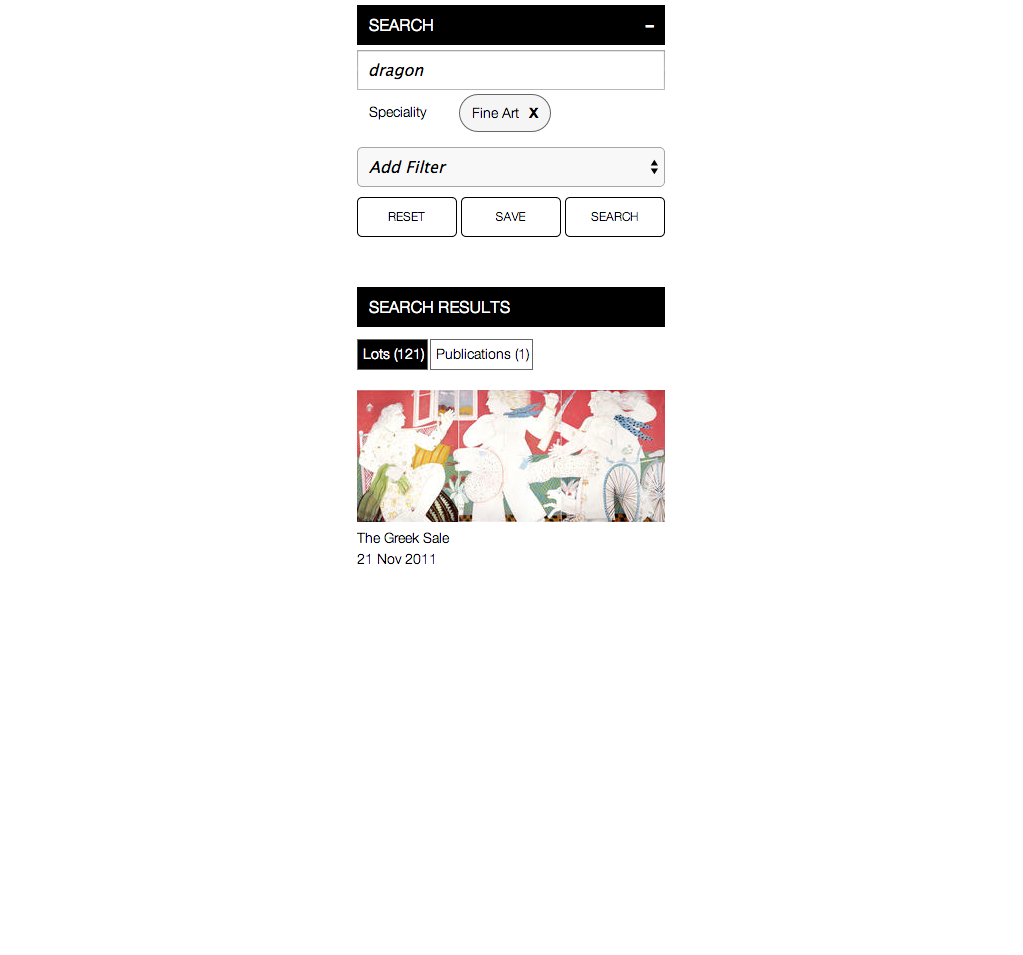 SEARCH –
dragon
Speciality Fine Art X
Add Filter
RESET SAVE SEARCH
SEARCH RESULTS
Lots (121) Publications (1)
The Greek Sale
21 Nov 2011